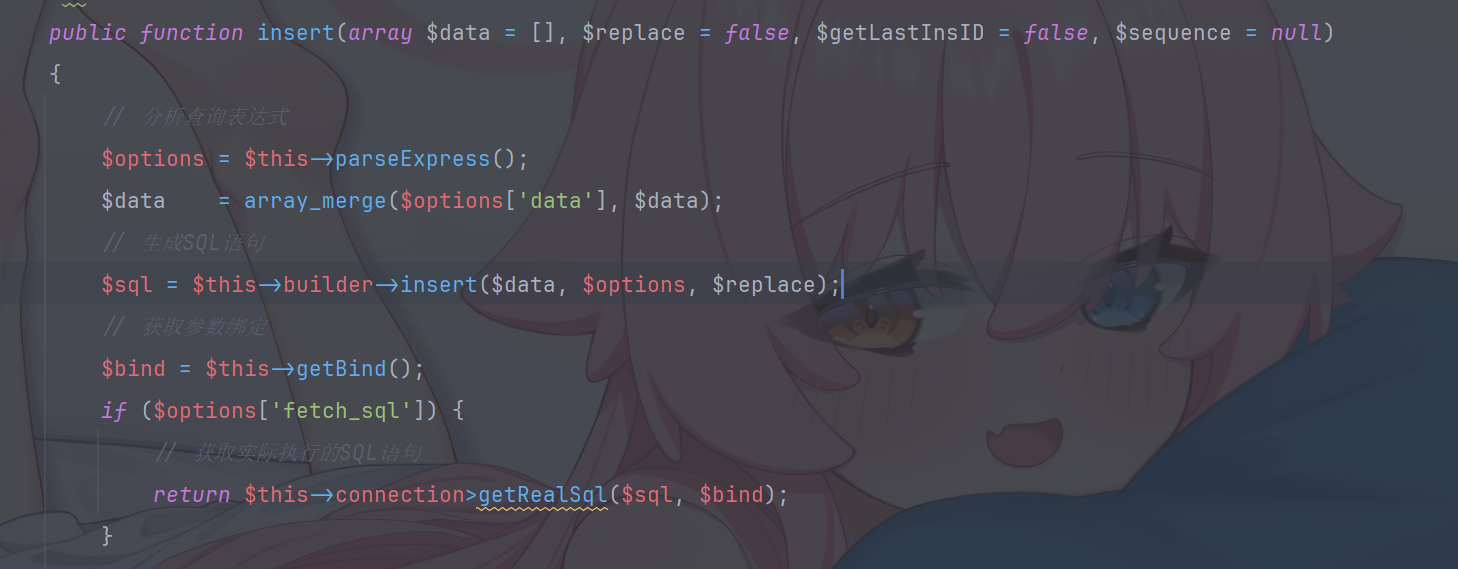 public function insert(array $data = [], $replace = false, $getLastInsID = false, $sequence = null)
{
// 分析查询表达式
$options = $this->parseExpress();
$data    = array_merge($options['data'], $data);
// 生成SQL语句
$sql = $this->builder->insert($data, $options, $replace);
// 获取参数绑定
$bind = $this->getBind();
if ($options['fetch_sql']) {
// 获取实际执行的SQL语句
return $this->connection>getRealSql($sql, $bind);
}